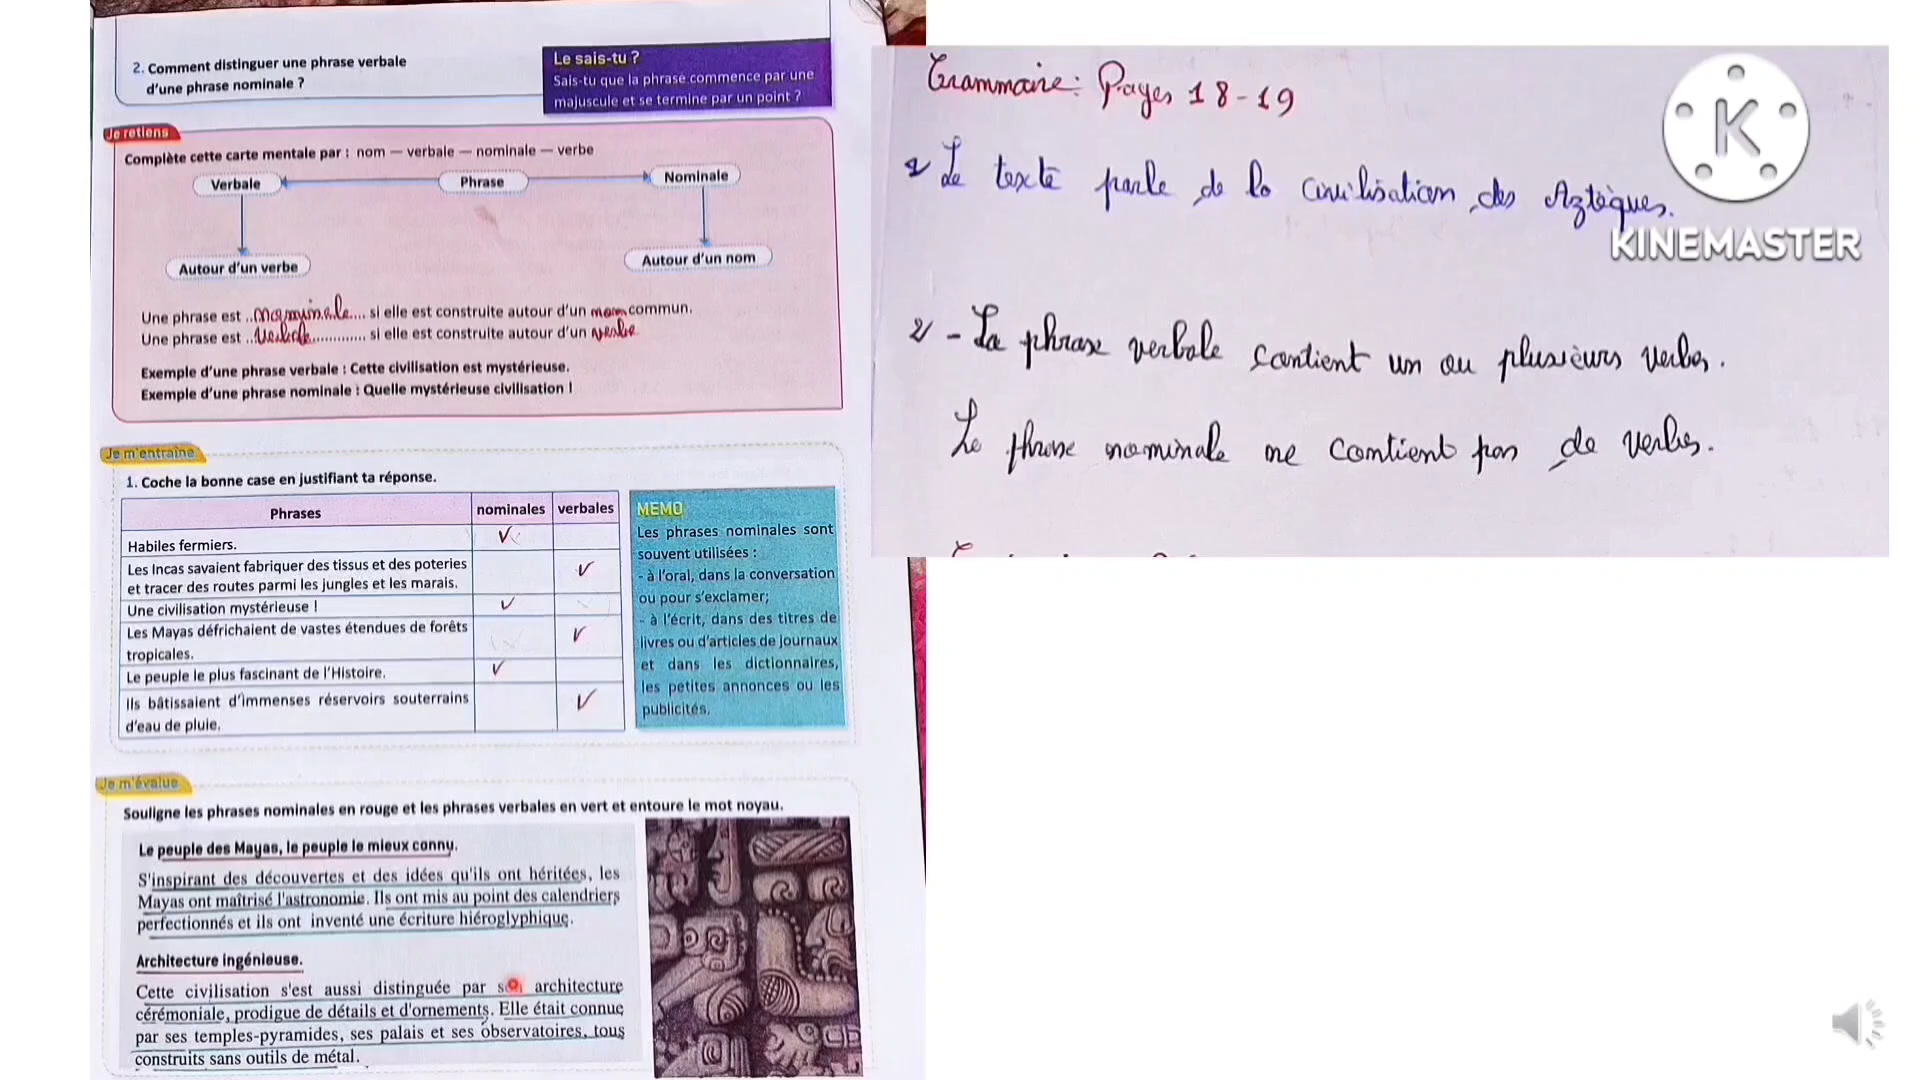 2. Comment distinguer une phrase verbale
d'une phrase nominale ?
Le sais-tu ?
Sais-tu que la phrase commence par une
majuscule et se termine par un point ?
Je retiens
Complète cette carte mentale par : nom — verbale — nominale — verbe
Verbale
Phrase
Nominale
Autour d'un verbe
Autour d'un nom
Une phrase est ..nominale.... si elle est construite autour d'un nom commun.
Une phrase est ..verbale............. si elle est construite autour d'un verbe
Exemple d'une phrase verbale : Cette civilisation est mystérieuse.
Exemple d'une phrase nominale : Quelle mystérieuse civilisation !
Je m'entraîne
1. Coche la bonne case en justifiant ta réponse.
Phrases nominales verbales
Habiles fermiers.
Les Incas savaient fabriquer des tissus et des poteries
et tracer des routes parmi les jungles et les marais.
Une civilisation mystérieuse !
Les Mayas défrichaient de vastes étendues de forêts
tropicales.
Le peuple le plus fascinant de l'Histoire.
Ils bâtissaient d'immenses réservoirs souterrains
d'eau de pluie.
MEMO
Les phrases nominales sont
souvent utilisées :
- à l'oral, dans la conversation
ou pour s'exclamer;
- à l'écrit, dans des titres de
livres ou d'articles de journaux
et dans les dictionnaires,
les petites annonces ou les
publicités.
Je m'évalue
Souligne les phrases nominales en rouge et les phrases verbales en vert et entoure le mot noyau.
Le peuple des Mayas, le peuple le mieux connu.
S'inspirant des découvertes et des idées qu'ils ont héritées, les
Mayas ont maîtrisé l'astronomie. Ils ont mis au point des calendriers
perfectionnés et ils ont inventé une écriture hiéroglyphique.
Architecture ingénieuse.
Cette civilisation s'est aussi distinguée par architecture
cérémoniale, prodigue de détails et d'ornements. Elle était connue
par ses temples-pyramides, ses palais et ses observatoires, tous
construits sans outils de métal.
Grammaire: Pages 18-19
Le texte parle de la civilisation des Aztèques.
2/ - La phrase verbale contient un ou plusieurs verbes.
La phrase nominale ne contient pas de verbes.
K
KINEMASTER